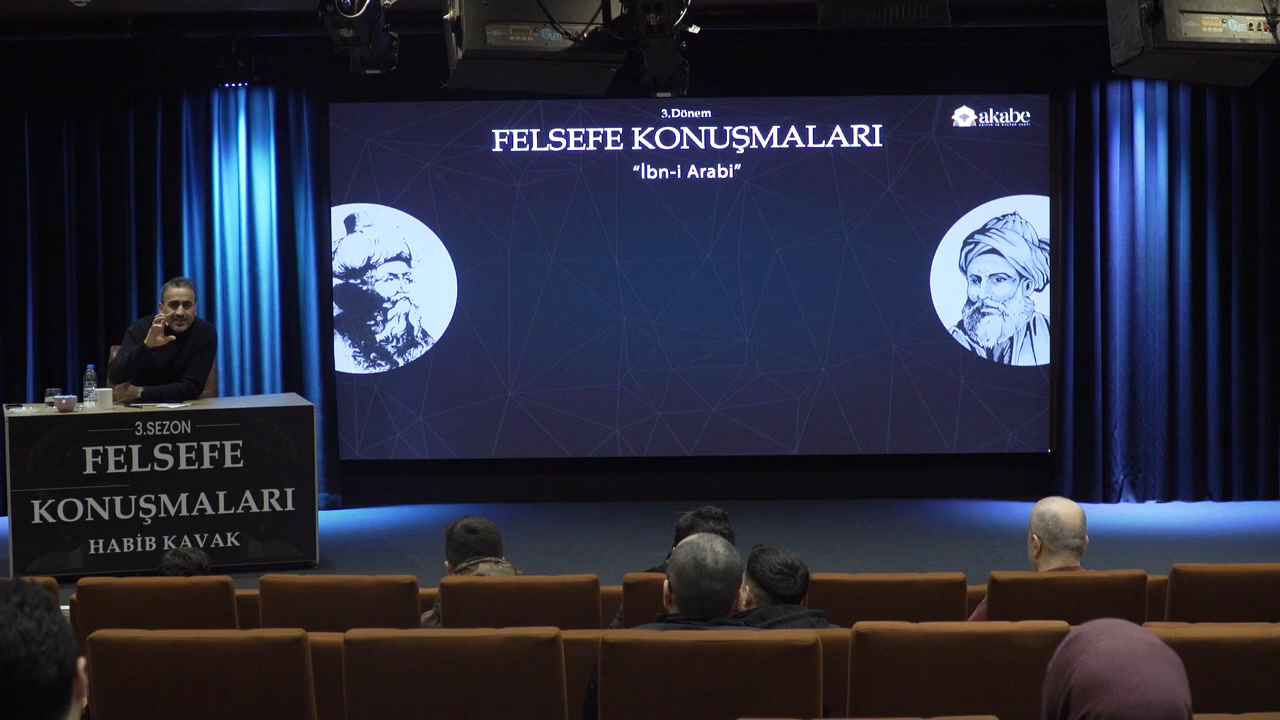 3.Dönem
FELSEFE KONUŞMALARI
“İbn-i Arabi”
akabe
3.SEZON
FELSEFE
KONUŞMALARI
HABİB KAVAK